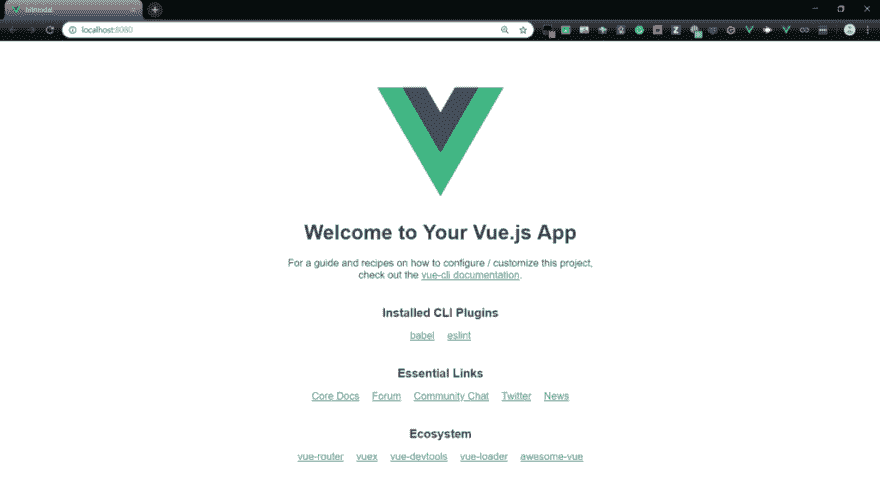 localhost:8080
Welcome to Your Vue.js App
For a guide and recipes on how to configure / customize this project,
check out the vue-cli documentation.
Installed CLI Plugins
babel eslint
Essential Links
Core Docs Forum Community Chat Twitter News
Ecosystem
vue-router vuex vue-devtools vue-loader awesome-vue